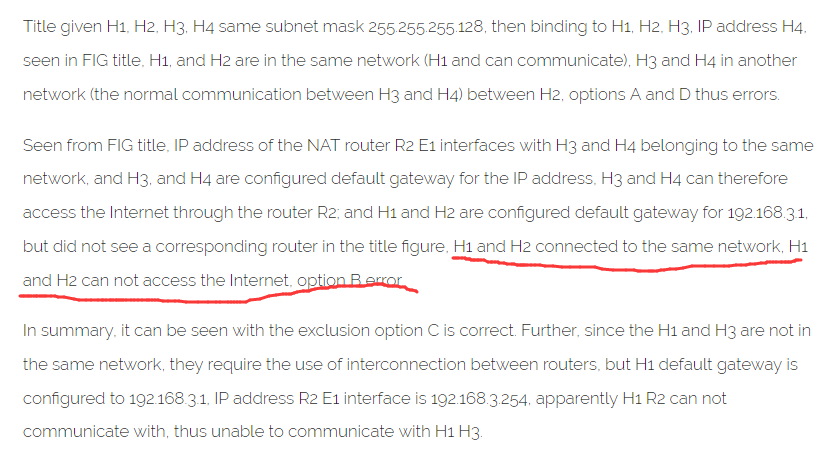 Title given H1, H2, H3, H4 same subnet mask 255.255.255.128, then binding to H1, H2, H3, IP address H4,
seen in FIG title, H1, and H2 are in the same network (H1 and can communicate), H3 and H4 in another
network (the normal communication between H3 and H4) between H2, options A and D thus errors.
Seen from FIG title, IP address of the NAT router R2 E1 interfaces with H3 and H4 belonging to the same
network, and H3, and H4 are configured default gateway for the IP address, H3 and H4 can therefore
access the Internet through the router R2; and H1 and H2 are configured default gateway for 192.168.3.1,
but did not see a corresponding router in the title figure, H1 and H2 connected to the same network, H1
and H2 can not access the Internet, option B error.
In summary, it can be seen with the exclusion option C is correct. Further, since the H1 and H3 are not in
the same network, they require the use of interconnection between routers, but H1 default gateway is
configured to 192.168.3.1, IP address R2 E1 interface is 192.168.3.254, apparently H1 R2 can not
communicate with, thus unable to communicate with H1 H3.